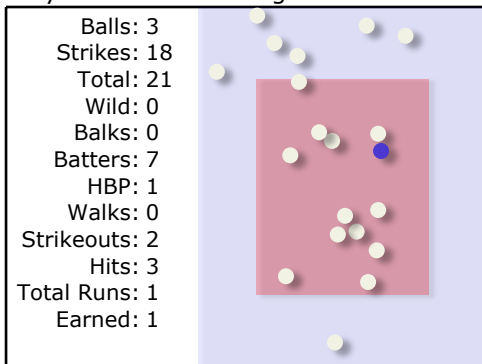 Balls: 3
Strikes: 18
Total: 21
Wild: 0
Balks: 0
Batters: 7
HBP: 1
Walks: 0
Strikeouts: 2
Hits: 3
Total Runs: 1
Earned: 1